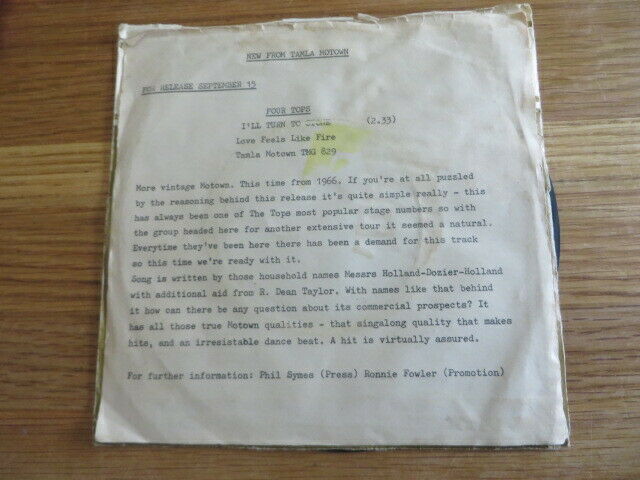 NEW FROM TAMLA MOTOWN
FOR RELEASE SEPTEMBER 15
FOUR TOPS
I'LL TURN TO STONE (2.33)
Love Feels Like Fire
Tamla Motown TMG 829
More vintage Motown. This time from 1966. If you're at all puzzled
by the reasoning behind this release it's quite simple really - this
has always been one of The Tops most popular stage numbers so with
the group headed here for another extensive tour it seemed a natural.
Everytime they've been here there has been a demand for this track
so this time we're ready with it.
Song is written by those household names Messrs Holland-Dozier-Holland
with additional aid from R. Dean Taylor. With names like that behind
it how can there be any question about its commercial prospects? It
has all those true Motown qualities - that singalong quality that makes
hits, and an irresistable dance beat. A hit is virtually assured.
For further information: Phil Symes (Press) Ronnie Fowler (Promotion)